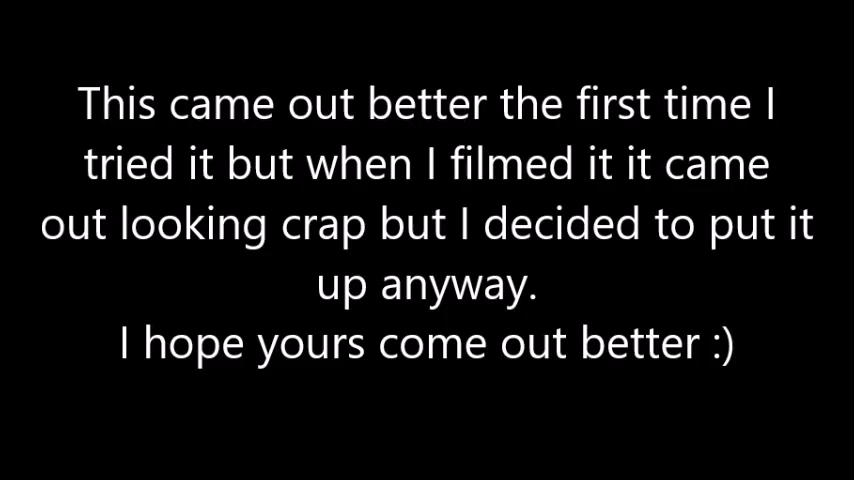 This came out better the first time I
tried it but when I filmed it it came
out looking crap but I decided to put it
up anyway.
I hope yours come out better :)